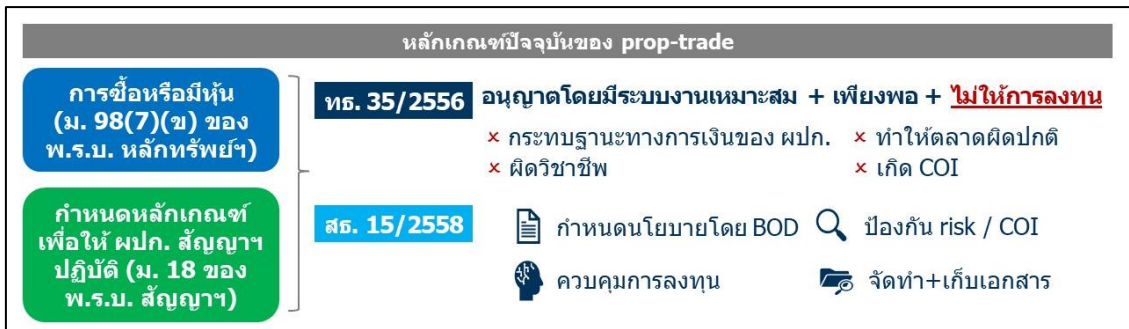 หลักเกณฑ์ปัจจุบันของ prop-trade
การซื้อหรือมีหุ้น
(ม. 98(7)(ข) ของ
พ.ร.บ. หลักทรัพย์ฯ)
ทธ. 35/2556 อนุญาตโดยมีระบบงานเหมาะสม + เพียงพอ + ไม่ให้การลงทุน
× กระทบฐานะทางการเงินของ ผปก. × ทำให้ตลาดผิดปกติ
× ผิดวิชาชีพ × เกิด COI
กำหนดหลักเกณฑ์
เพื่อให้ ผปก. สัญญาฯ
ปฏิบัติ (ม. 18 ของ
พ.ร.บ. สัญญาฯ)
สธ. 15/2558 กำหนดนโยบายโดย BOD ป้องกัน risk / COI
ควบคุมการลงทุน จัดทำ+เก็บเอกสาร